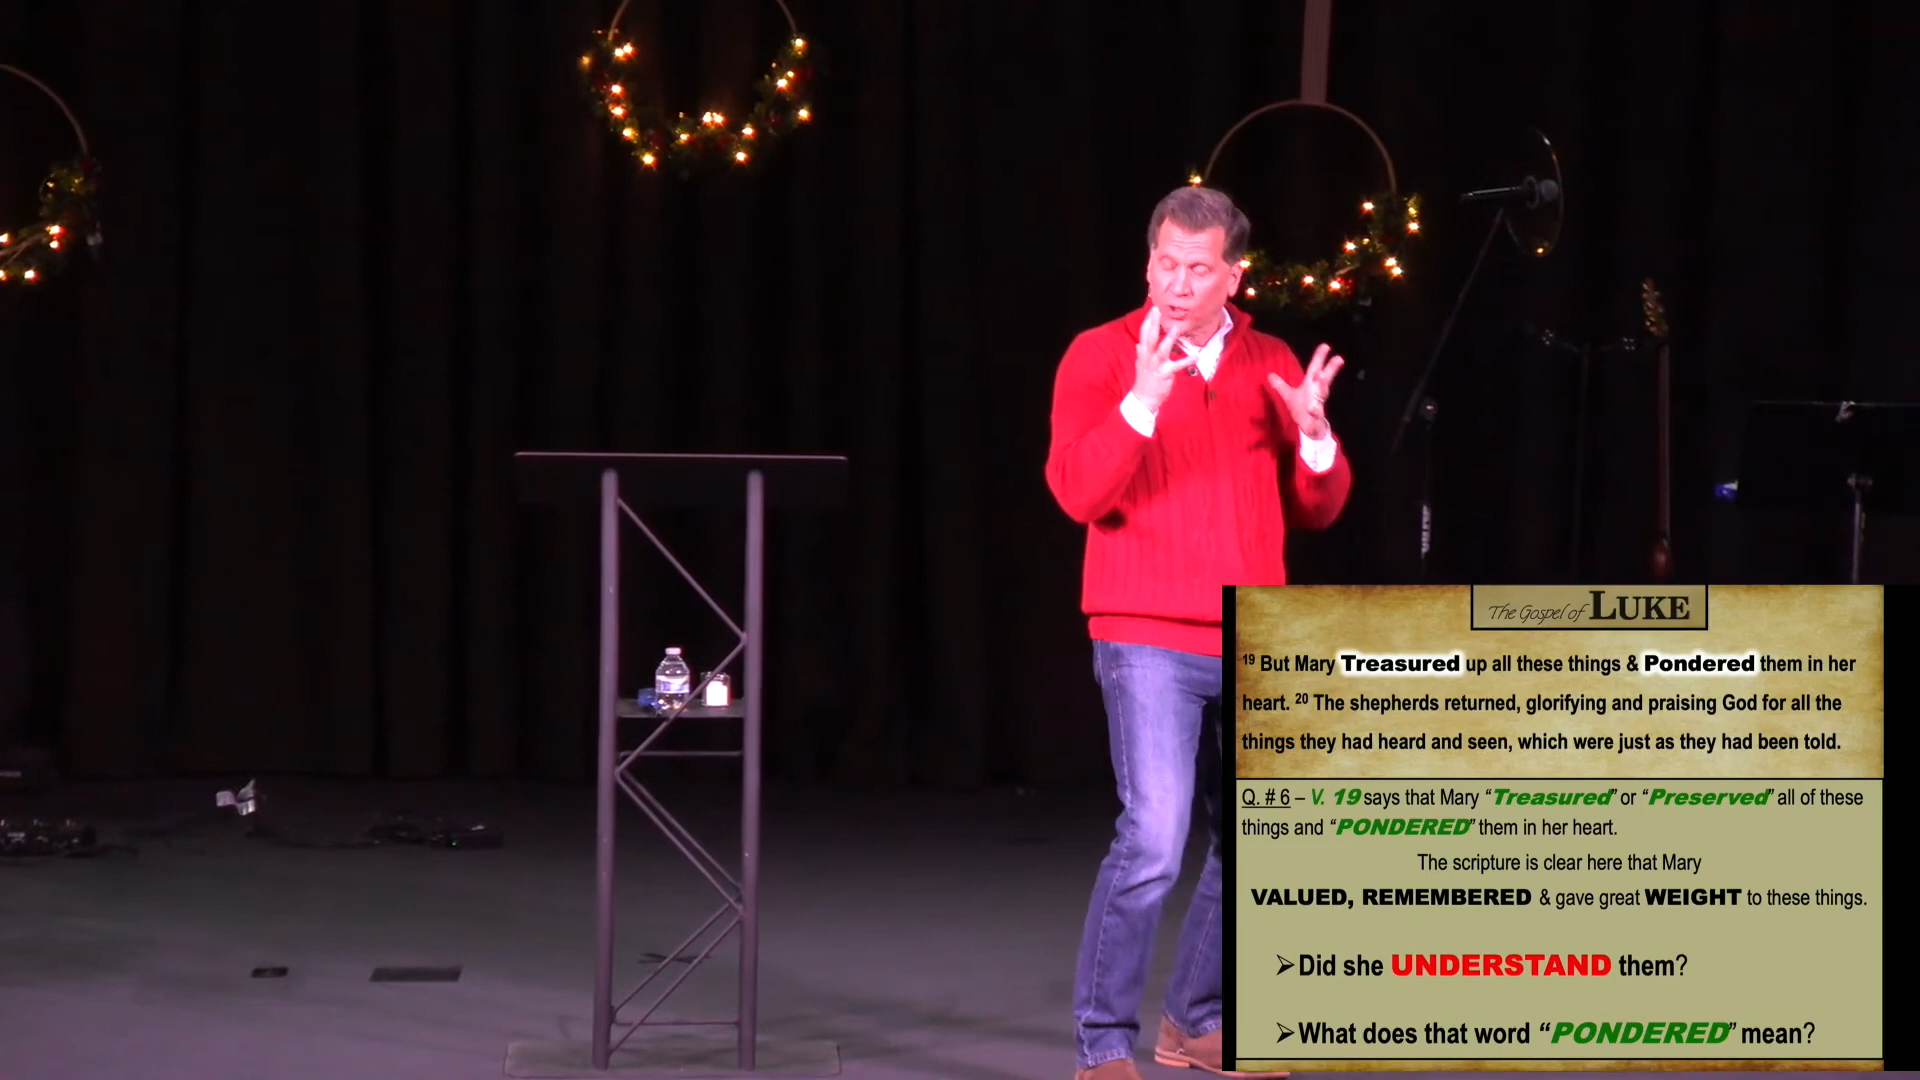 The Gospel of LUKE
19 But Mary Treasured up all these things & Pondered them in her
heart. 20 The shepherds returned, glorifying and praising God for all the
things they had heard and seen, which were just as they had been told.
Q. # 6 – V. 19 says that Mary “Treasured” or “Preserved” all of these
things and “PONDERED” them in her heart.
The scripture is clear here that Mary
VALUED, REMEMBERED & gave great WEIGHT to these things.
➢Did she UNDERSTAND them?
➢What does that word “PONDERED” mean?